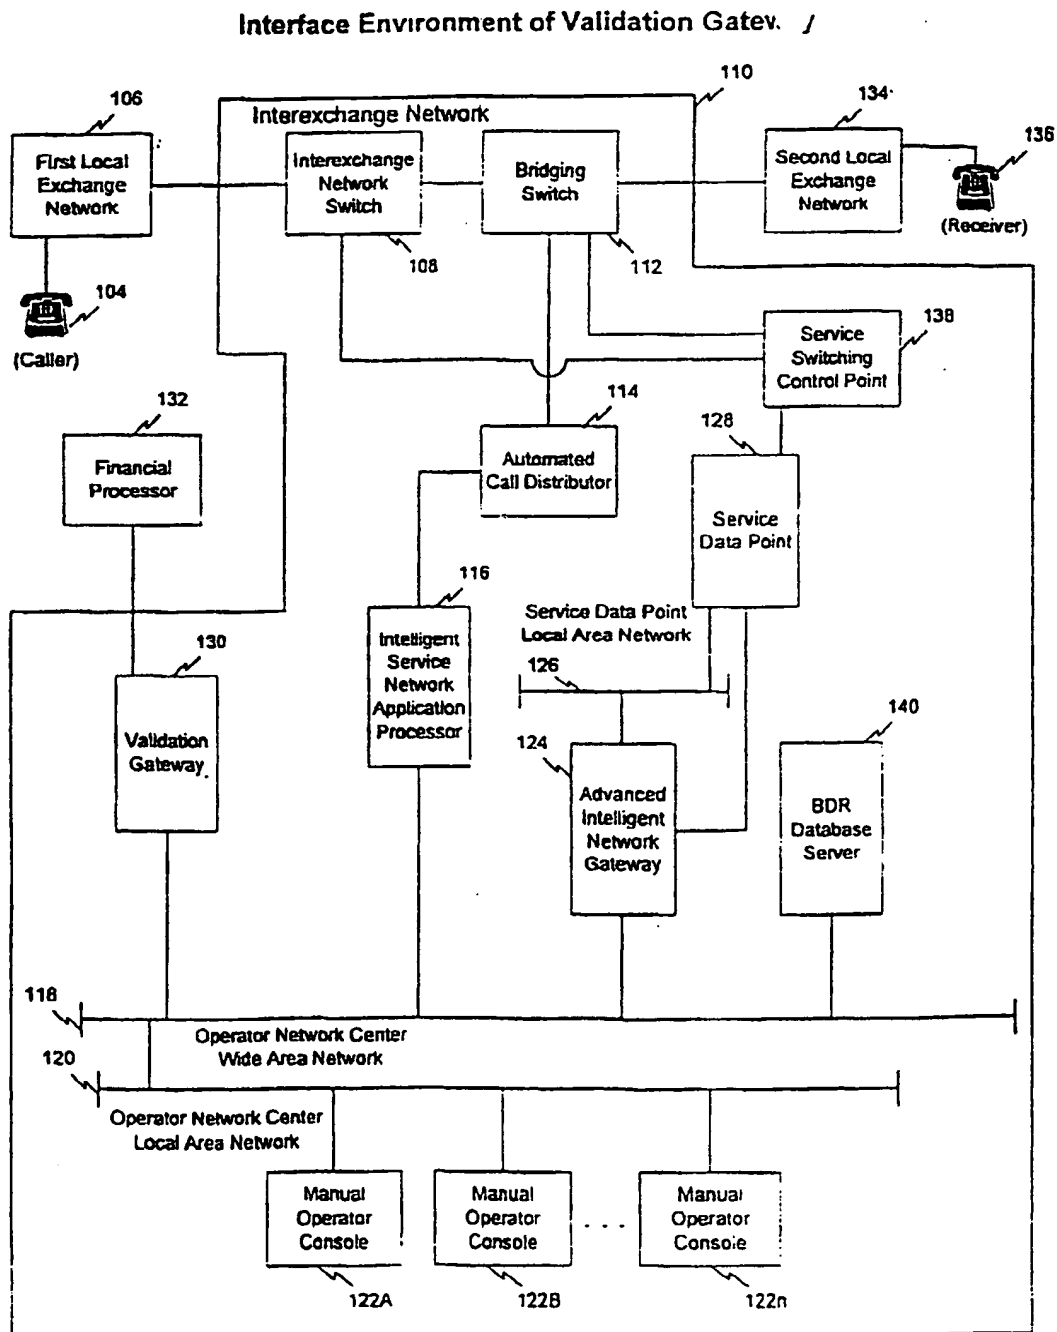 Interface Environment of Validation
110
106
134
136
Interexchange Network
First Local
Exchange
Network
Interexchange
Network
Switch
Bridging
Switch
Second Local
Exchange
Network
(Receiver)
108
112
104
(Caller)
138
Service
Switching
Control Point
132
114
128
Financial
Processor
Automated
Call Distributor
Service
Data Point
116
Service Data Point
Local Area Network
130
Intelligent
Service
Network
Application
Processor
126
140
Validation
Gateway
124
Advanced
Intelligent
Network
Gateway
BDR
Database
Server
118
Operator Network Center
Wide Area Network
120
Operator Network Center
Local Area Network
Manual
Operator
Console
Manual
Operator
Console
. . .
Manual
Operator
Console
122A
122B
122n